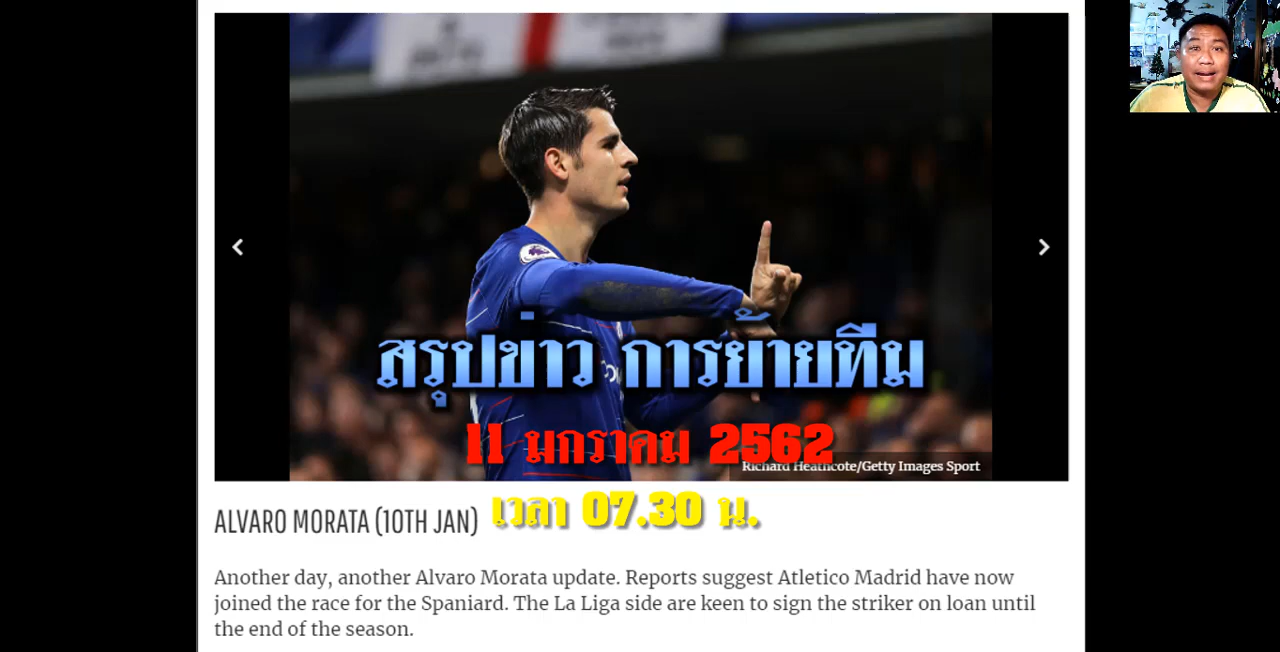 สรุปข่าว การย้ายทีม
11 มกราคม 2562
Richard Heathcote/Getty Images Sport
เวลา 07.30 น.
ALVARO MORATA (10TH JAN)
Another day, another Alvaro Morata update. Reports suggest Atletico Madrid have now
joined the race for the Spaniard. The La Liga side are keen to sign the striker on loan until
the end of the season.